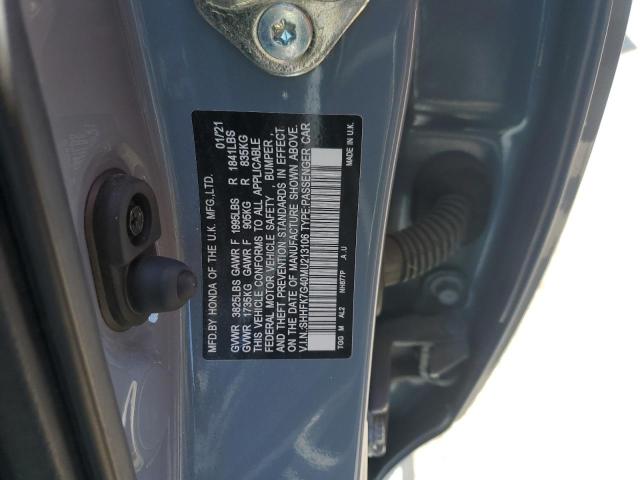 MFD.BY HONDA OF THE U.K. MFG.,LTD. 01/21
GVWR 3825LBS GAWR F 1995LBS R 1841LBS
GVWR 1735KG GAWR F 905KG R 835KG
THIS VEHICLE CONFORMS TO ALL APPLICABLE
FEDERAL MOTOR VEHICLE SAFETY , BUMPER ,
AND THEFT PREVENTION STANDARDS IN EFFECT
ON THE DATE OF MANUFACTURE SHOWN ABOVE.
V.I.N.:SHHFK7G40MU213106 TYPE:PASSENGER CAR
TGG M AL2 NH877P .A .U MADE IN U.K.